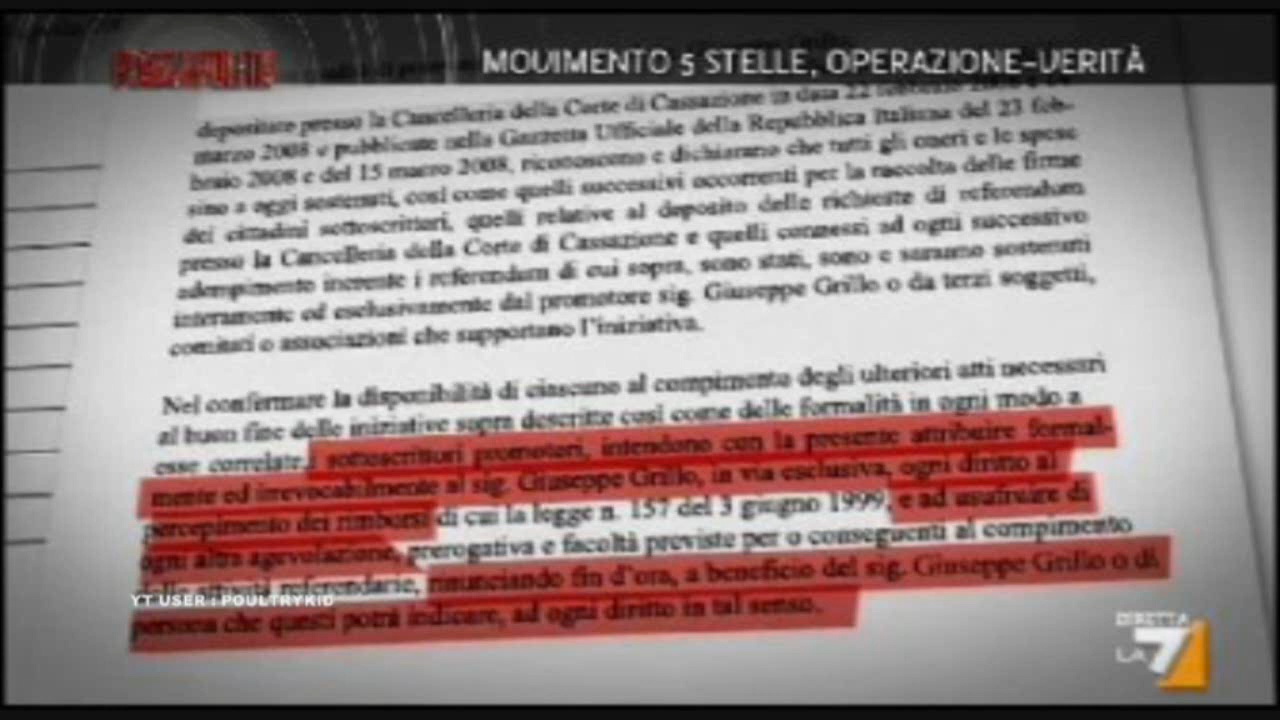 MOVIMENTO 5 STELLE, OPERAZIONE-VERITÀ
depositate presso la Cancelleria della Corte di Cassazione in data 22 febbraio
marzo 2008 e pubblicate nella Gazzetta Ufficiale della Repubblica Italiana del 23 feb-
braio 2008 e del 15 marzo 2008, riconoscono e dichiarano che tutti gli oneri e le spese
sino a oggi sostenuti, così come quelli successivi occorrenti per la raccolta delle firme
dei cittadini sottoscrittori, quelli relative al deposito delle richieste di referendum
presso la Cancelleria della Corte di Cassazione e quelli connessi ad ogni successivo
adempimento inerente i referendum di cui sopra, sono stati, sono e saranno sostenuti
interamente ed esclusivamente dal promotore sig. Giuseppe Grillo o da terzi soggetti,
comitati o associazioni che supportano l'iniziativa.
Nel confermare la disponibilità di ciascuno al compimento degli ulteriori atti necessari
al buon fine delle iniziative sopra descritte così come delle formalità in ogni modo a
esse correlate, i sottoscrittori promotori, intendono con la presente attribuire formal-
mente ed irrevocabilmente al sig. Giuseppe Grillo, in via esclusiva, ogni diritto al
percepimento dei rimborsi di cui la legge n. 157 del 3 giugno 1999, e ad usufruire di
ogni altra agevolazione, prerogativa e facoltà previste per o conseguenti al compimento
referendarie, rinunciando fin d'ora, a beneficio del sig. Giuseppe Grillo o di
YT USER : POULTRYKID
persona che questi potrà indicare, ad ogni diritto in tal senso.
DIRETTA
LA7